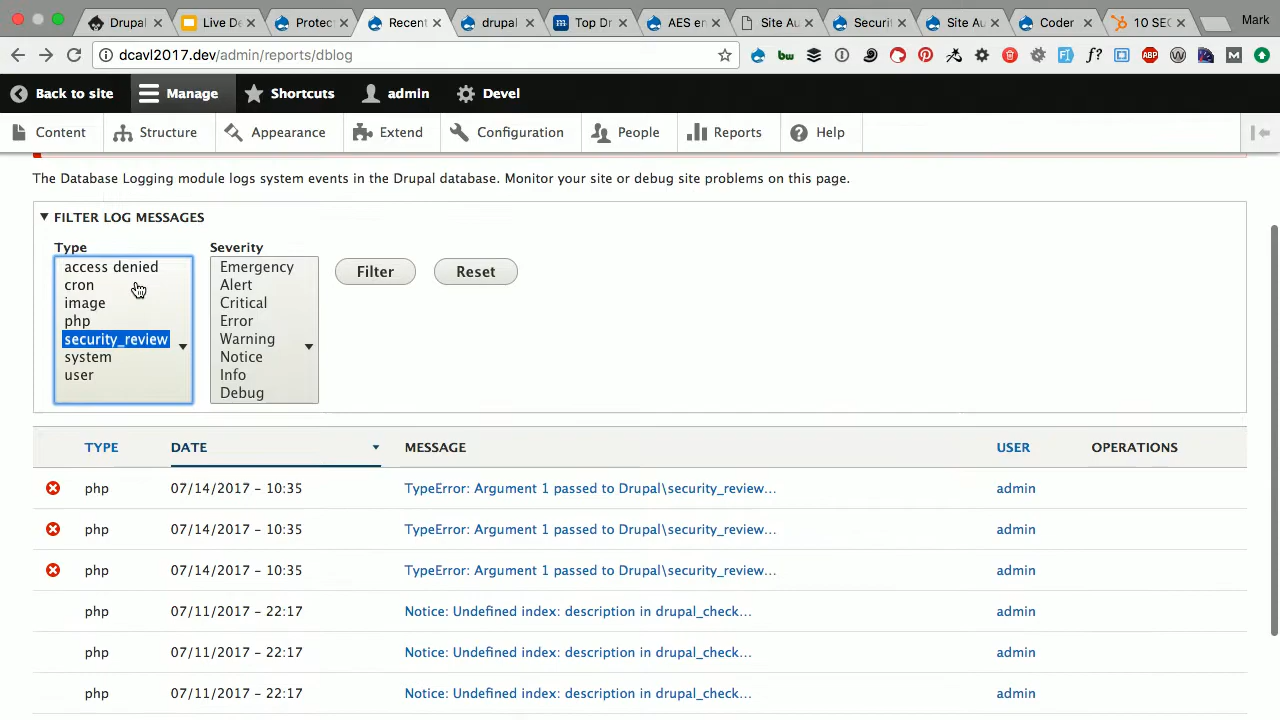 Drupal
Live De
Protec
Recent
drupal
Top Dr
AES en
Site Au
Securi
Site Au
Coder
10 SEC
Mark
dcavl2017.dev/admin/reports/dblog
Back to site
Manage
Shortcuts
admin
Devel
Content
Structure
Appearance
Extend
Configuration
People
Reports
Help
The Database Logging module logs system events in the Drupal database. Monitor your site or debug site problems on this page.
FILTER LOG MESSAGES
Type
access denied
cron
image
php
security_review
system
user
Severity
Emergency
Alert
Critical
Error
Warning
Notice
Info
Debug
Filter
Reset
TYPE DATE MESSAGE USER OPERATIONS
php 07/14/2017 - 10:35 TypeError: Argument 1 passed to Drupal\security_review… admin
php 07/14/2017 - 10:35 TypeError: Argument 1 passed to Drupal\security_review… admin
php 07/14/2017 - 10:35 TypeError: Argument 1 passed to Drupal\security_review… admin
php 07/11/2017 - 22:17 Notice: Undefined index: description in drupal_check… admin
php 07/11/2017 - 22:17 Notice: Undefined index: description in drupal_check… admin
php 07/11/2017 - 22:17 Notice: Undefined index: description in drupal_check… admin